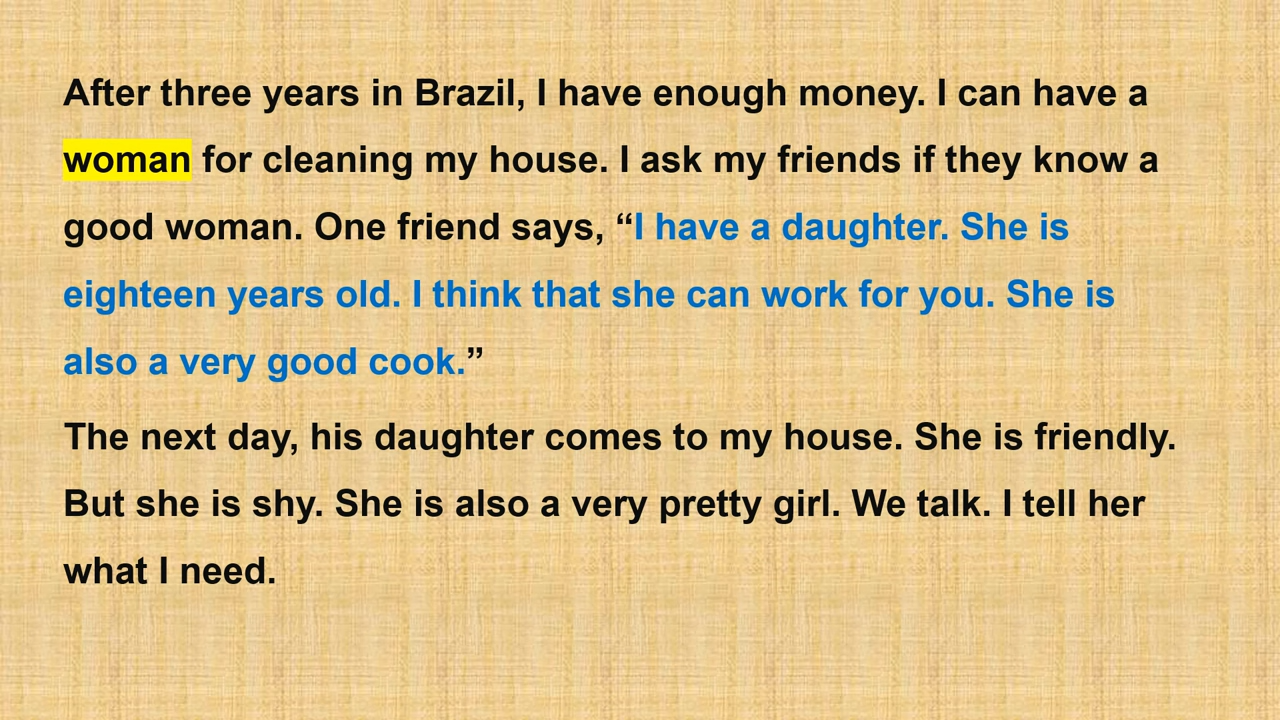 After three years in Brazil, I have enough money. I can have a
woman for cleaning my house. I ask my friends if they know a
good woman. One friend says, “I have a daughter. She is
eighteen years old. I think that she can work for you. She is
also a very good cook.”
The next day, his daughter comes to my house. She is friendly.
But she is shy. She is also a very pretty girl. We talk. I tell her
what I need.